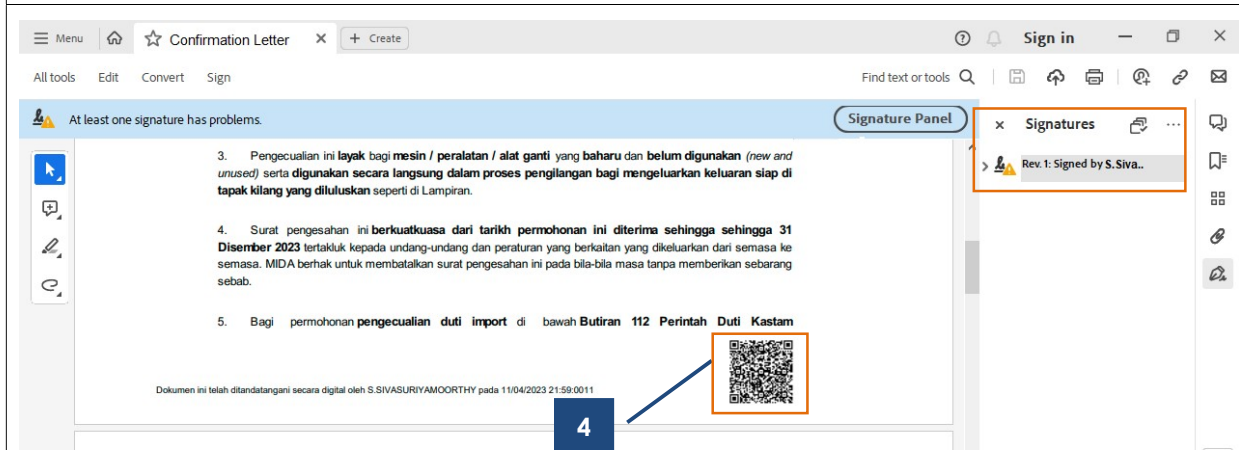 Menu
Confirmation Letter
+ Create
Sign in
All tools Edit Convert Sign
Find text or tools
At least one signature has problems.
Signature Panel
Signatures
Rev. 1: Signed by S.Siva..
3. Pengecualian ini layak bagi mesin / peralatan / alat ganti yang baharu dan belum digunakan (new and
unused) serta digunakan secara langsung dalam proses pengilangan bagi mengeluarkan keluaran siap di
tapak kilang yang diluluskan seperti di Lampiran.
4. Surat pengesahan ini berkuatkuasa dari tarikh permohonan ini diterima sehingga sehingga 31
Disember 2023 tertakluk kepada undang-undang dan peraturan yang berkaitan yang dikeluarkan dari semasa ke
semasa. MIDA berhak untuk membatalkan surat pengesahan ini pada bila-bila masa tanpa memberikan sebarang
sebab.
5. Bagi permohonan pengecualian duti import di bawah Butiran 112 Perintah Duti Kastam
Dokumen ini telah ditandatangani secara digital oleh S.SIVASURIYAMOORTHY pada 11/04/2023 21:59:0011
4